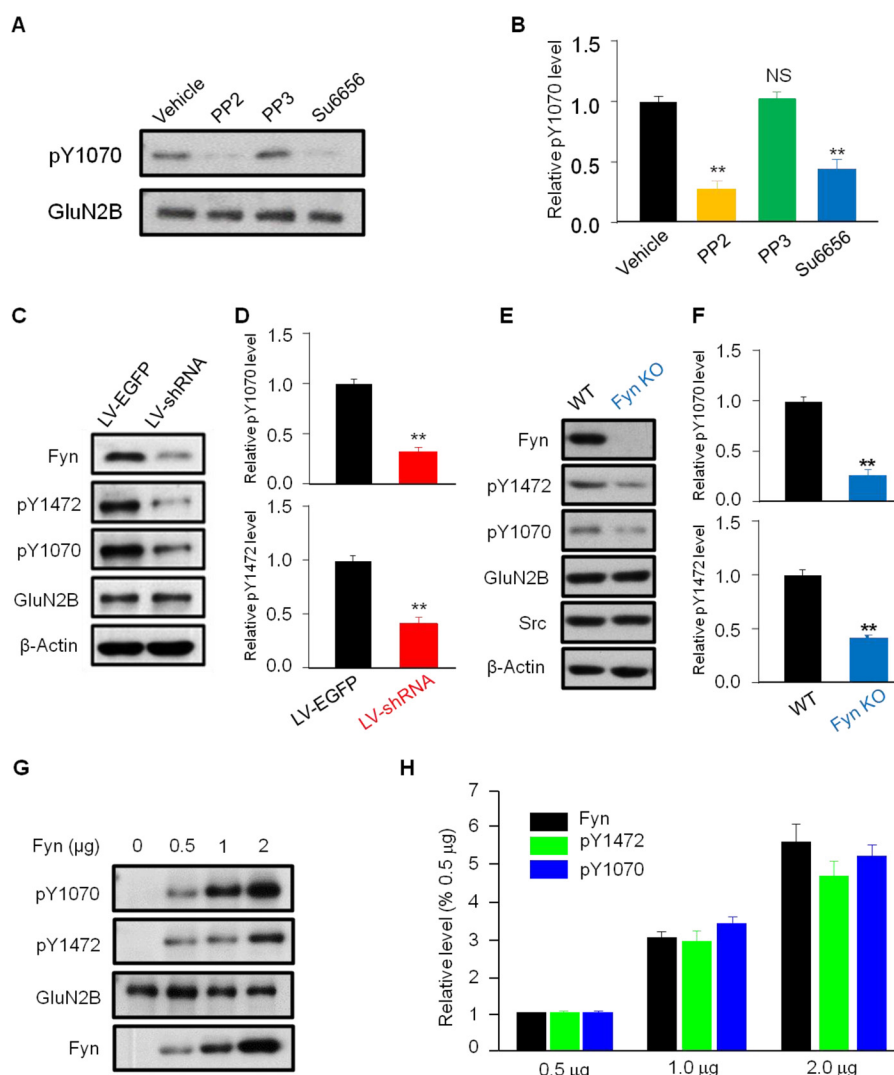 A
Vehicle
PP2
PP3
Su6656
pY1070
GluN2B
B
Relative pY1070 level
1.5
1.0
0.5
0.0
**
NS
**
Vehicle
PP2
PP3
Su6656
C
LV-EGFP
LV-shRNA
Fyn
pY1472
pY1070
GluN2B
β-Actin
D
Relative pY1070 level
1.5
1.0
0.5
0.0
**
Relative pY1472 level
1.5
1.0
0.5
0.0
**
LV-EGFP
LV-shRNA
E
WT
Fyn KO
Fyn
pY1472
pY1070
GluN2B
Src
β-Actin
F
Relative pY1070 level
1.5
1.0
0.5
0.0
**
Relative pY1472 level
1.5
1.0
0.5
0.0
**
WT
Fyn KO
G
Fyn (μg) 0 0.5 1 2
pY1070
pY1472
GluN2B
Fyn
H
Relative level (% 0.5 μg)
7
6
5
3
2
1
0
Fyn
pY1472
pY1070
0.5 μg
1.0 μg
2.0 μg